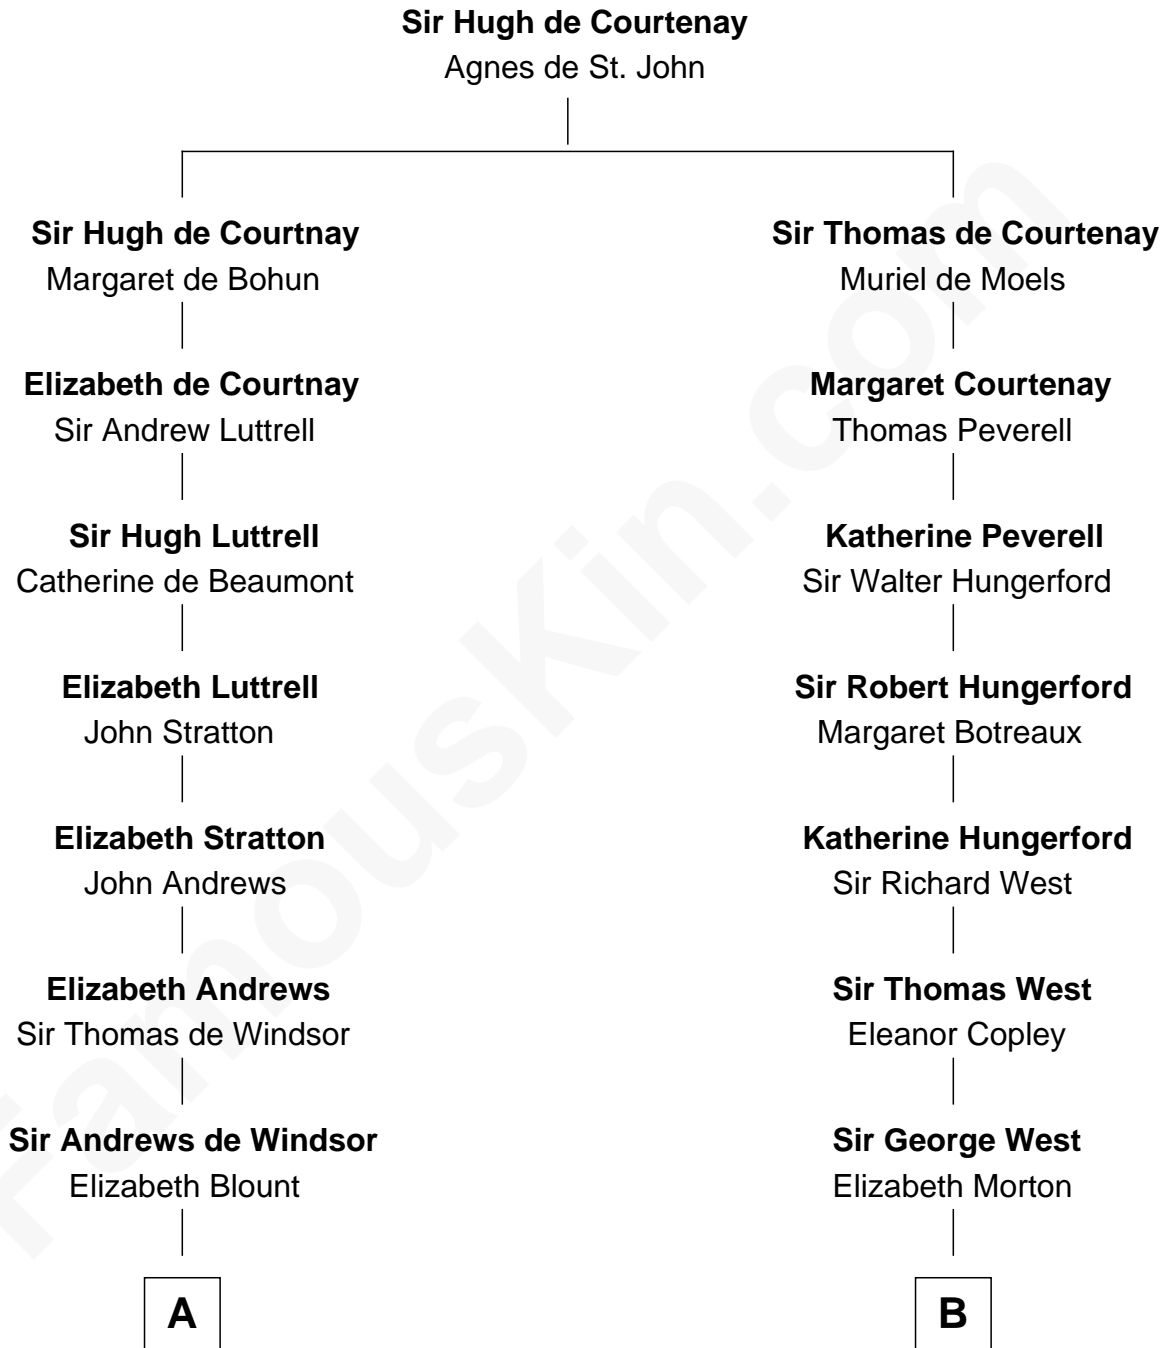 Sir Hugh de Courtenay
Agnes de St. John
Sir Hugh de Courtnay
Margaret de Bohun
Sir Thomas de Courtenay
Muriel de Moels
Elizabeth de Courtnay
Sir Andrew Luttrell
Margaret Courtenay
Thomas Peverell
Sir Hugh Luttrell
Catherine de Beaumont
Katherine Peverell
Sir Walter Hungerford
Elizabeth Luttrell
John Stratton
Sir Robert Hungerford
Margaret Botreaux
Elizabeth Stratton
John Andrews
Katherine Hungerford
Sir Richard West
Elizabeth Andrews
Sir Thomas de Windsor
Sir Thomas West
Eleanor Copley
Sir Andrews de Windsor
Elizabeth Blount
Sir George West
Elizabeth Morton
A
B
FamousKin.com